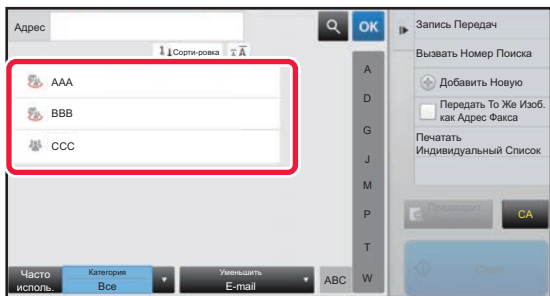 Адрес
OK
1 Сорти-ровка A A
AAA
BBB
CCC
A
D
G
J
M
P
T
W
ABC
Часто
исполь.
Категория
Все
Уменьшить
E-mail
Запись Передач
Вызвать Номер Поиска
Добавить Новую
Передать То Же Изоб.
как Адрес Факса
Печатать
Индивидуальный Список
CA